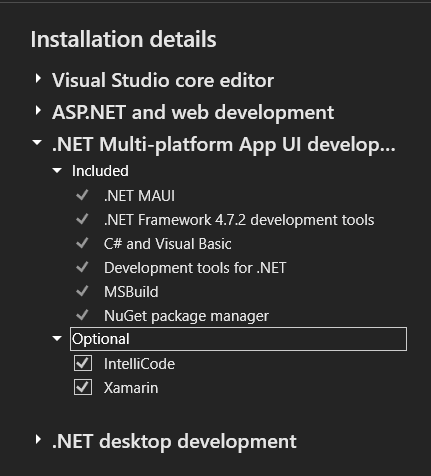 Installation details
Visual Studio core editor
ASP.NET and web development
.NET Multi-platform App UI develop...
Included
.NET MAUI
.NET Framework 4.7.2 development tools
C# and Visual Basic
Development tools for .NET
MSBuild
NuGet package manager
Optional
IntelliCode
Xamarin
.NET desktop development